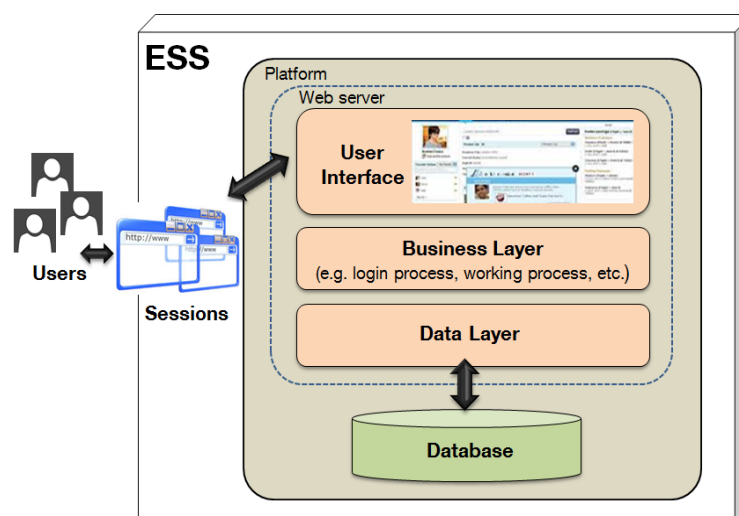 ESS
Platform
Web server
User
Interface
http://www
Users
Sessions
Business Layer
(e.g. login process, working process, etc.)
Data Layer
Database